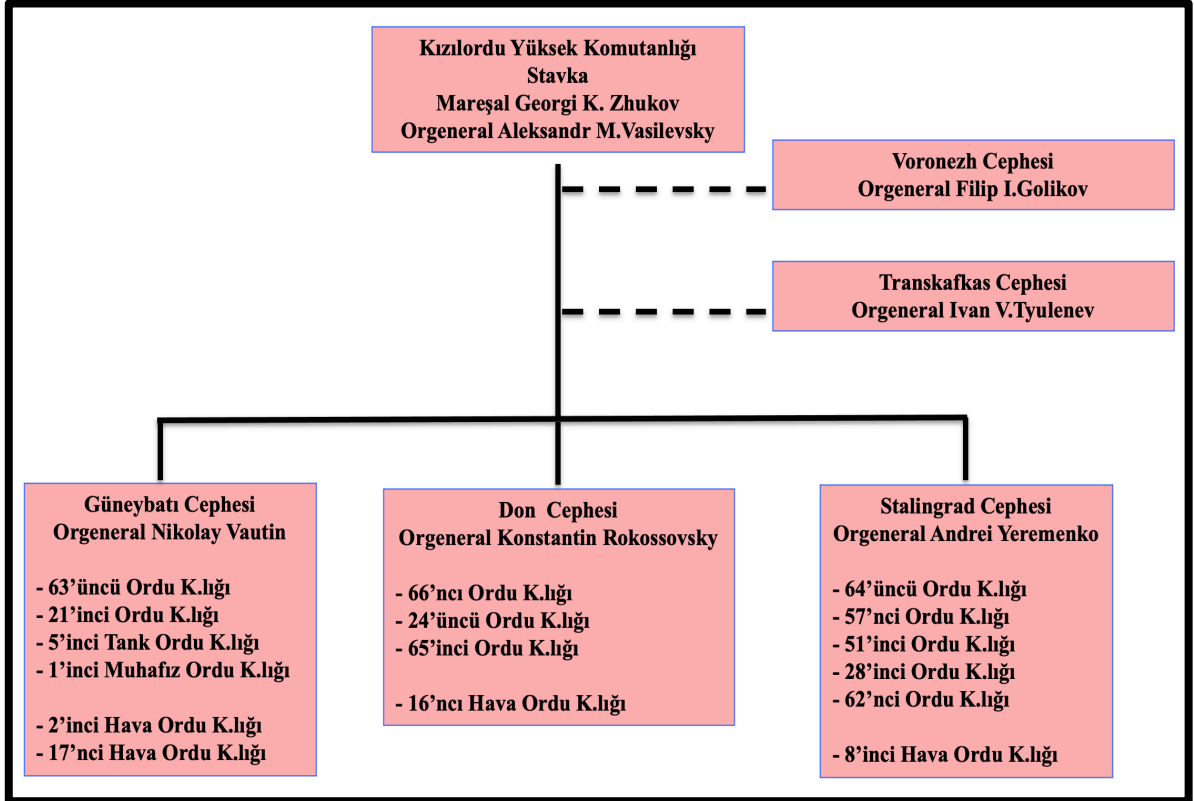 Kızılordu Yüksek Komutanlığı
Stavka
Mareşal Georgi K. Zhukov
Orgeneral Aleksandr M.Vasilevsky
Voronezh Cephesi
Orgeneral Filip I.Golikov
Transkafkas Cephesi
Orgeneral Ivan V.Tyulenev
Güneybatı Cephesi
Orgeneral Nikolay Vautin
- 63’üncü Ordu K.lığı
- 21’inci Ordu K.lığı
- 5’inci Tank Ordu K.lığı
- 1’inci Muhafız Ordu K.lığı
- 2’inci Hava Ordu K.lığı
- 17’nci Hava Ordu K.lığı
Don Cephesi
Orgeneral Konstantin Rokossovsky
- 66’ncı Ordu K.lığı
- 24’üncü Ordu K.lığı
- 65’inci Ordu K.lığı
- 16’ncı Hava Ordu K.lığı
Stalingrad Cephesi
Orgeneral Andrei Yeremenko
- 64’üncü Ordu K.lığı
- 57’nci Ordu K.lığı
- 51’inci Ordu K.lığı
- 28’inci Ordu K.lığı
- 62’nci Ordu K.lığı
- 8’inci Hava Ordu K.lığı